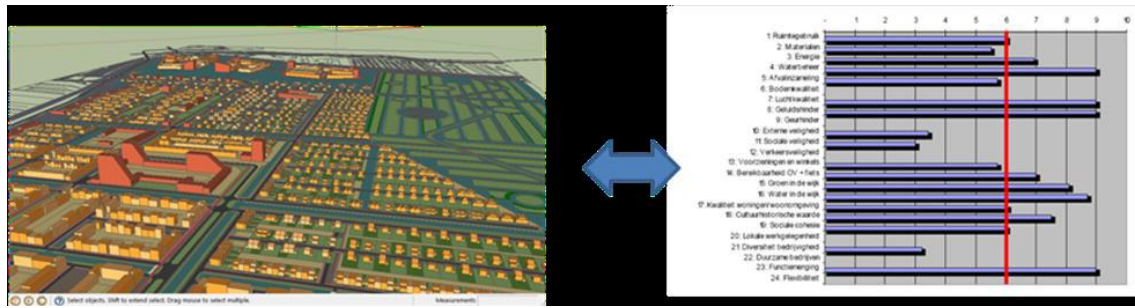 - 1 2 3 4 5 6 7 8 9 10
1: Ruimtegebruik
2: Materialen
3: Energie
4: Waterbeheer
5: Afvalinzameling
6: Bodemkwaliteit
7: Luchtkwaliteit
8: Geluidshinder
9: Geurhinder
10: Externe veiligheid
11: Sociale veiligheid
12: Verkeersveiligheid
13: Voorzieningen en winkels
14: Bereikbaarheid OV + fiets
15: Groen in de wijk
16: Water in de wijk
17: Kwaliteit woningen/woonomgeving
18: Cultuurhistorische waarde
19: Sociale cohesie
20: Lokale werkgelegenheid
21: Diversiteit bedrijvigheid
22: Duurzame bedrijven
23: Functiemenging
24: Flexibiliteit
Select objects. Shift to extend select. Drag mouse to select multiple. Measurements